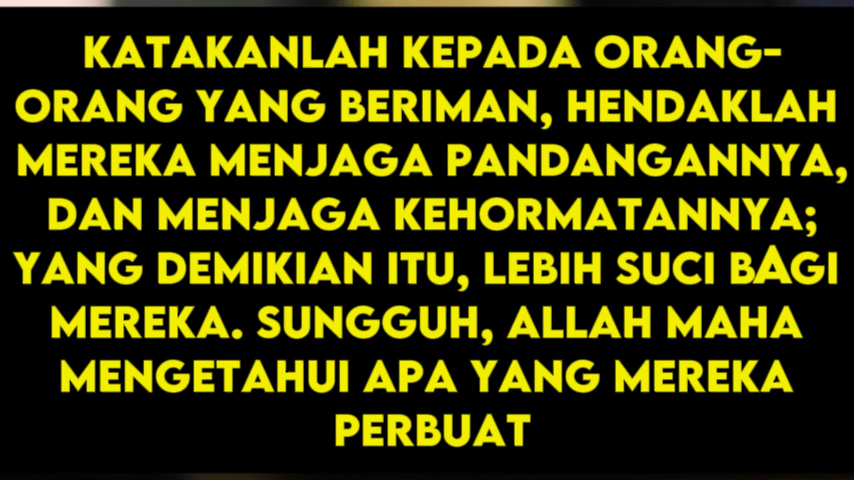 KATAKANLAH KEPADA ORANG-
ORANG YANG BERIMAN, HENDAKLAH
MEREKA MENJAGA PANDANGANNYA,
DAN MENJAGA KEHORMATANNYA;
YANG DEMIKIAN ITU, LEBIH SUCI BAGI
MEREKA. SUNGGUH, ALLAH MAHA
MENGETAHUI APA YANG MEREKA
PERBUAT